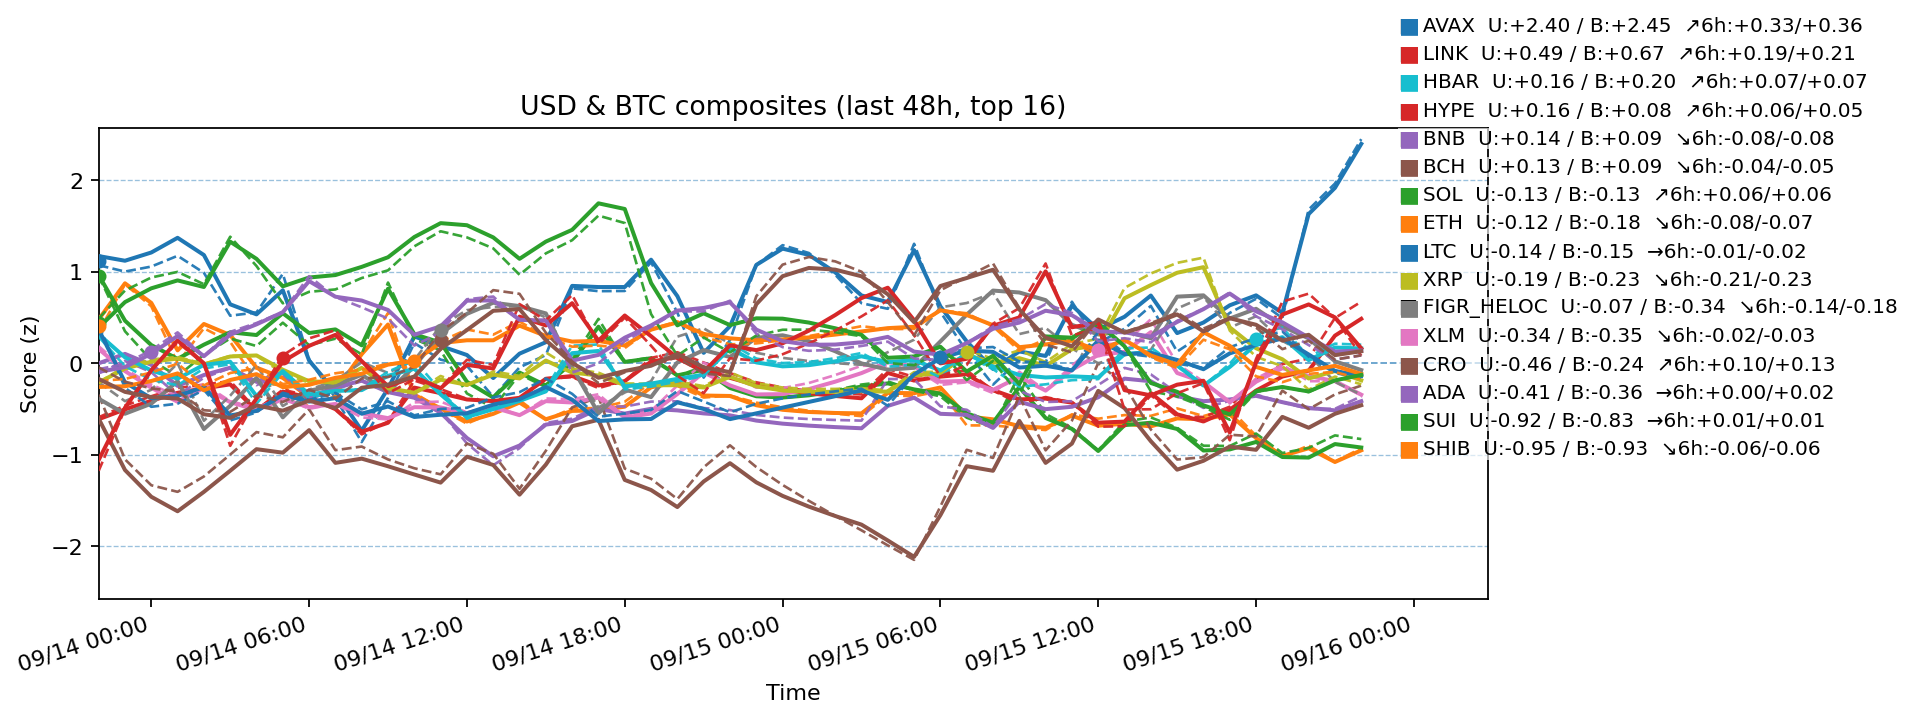 AVAX  U:+2.40 / B:+2.45  ↗6h:+0.33/+0.36
LINK  U:+0.49 / B:+0.67  ↗6h:+0.19/+0.21
HBAR  U:+0.16 / B:+0.20  ↗6h:+0.07/+0.07
HYPE  U:+0.16 / B:+0.08  ↗6h:+0.06/+0.05
BNB  U:+0.14 / B:+0.09  ↘6h:-0.08/-0.08
BCH  U:+0.13 / B:+0.09  ↘6h:-0.04/-0.05
SOL  U:-0.13 / B:-0.13  ↗6h:+0.06/+0.06
ETH  U:-0.12 / B:-0.18  ↘6h:-0.08/-0.07
LTC  U:-0.14 / B:-0.15  →6h:-0.01/-0.02
XRP  U:-0.19 / B:-0.23  ↘6h:-0.21/-0.23
FIGR_HELOC  U:-0.07 / B:-0.34  ↘6h:-0.14/-0.18
XLM  U:-0.34 / B:-0.35  ↘6h:-0.02/-0.03
CRO  U:-0.46 / B:-0.24  ↗6h:+0.10/+0.13
ADA  U:-0.41 / B:-0.36  →6h:+0.00/+0.02
SUI  U:-0.92 / B:-0.83  →6h:+0.01/+0.01
SHIB  U:-0.95 / B:-0.93  ↘6h:-0.06/-0.06
USD & BTC composites (last 48h, top 16)
Score (z)
2
1
0
−1
−2
09/14 00:00
09/14 06:00
09/14 12:00
09/14 18:00
09/15 00:00
09/15 06:00
09/15 12:00
09/15 18:00
09/16 00:00
Time